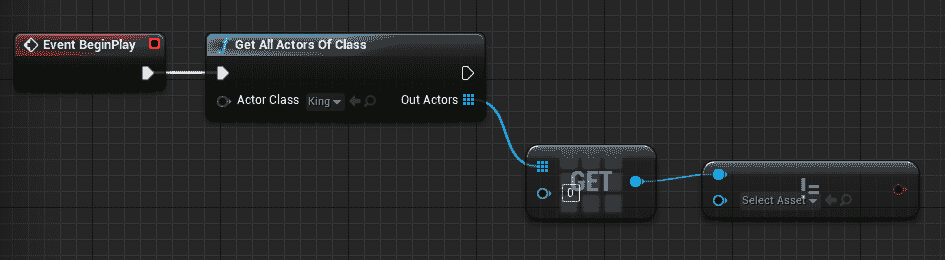 Event BeginPlay
Get All Actors Of Class
Actor Class
King
Out Actors
GET
0
!=
Select Asset